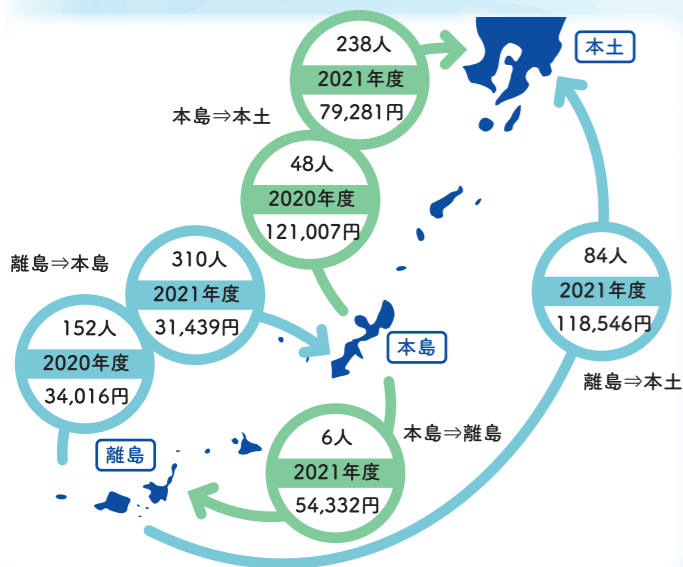 238人
2021年度
79,281円
本土
本島⇒本土
48人
2020年度
121,007円
離島⇒本島
310人
2021年度
31,439円
84人
2021年度
118,546円
152人
2020年度
34,016円
本島
離島⇒本土
6人
2021年度
54,332円
本島⇒離島
離島